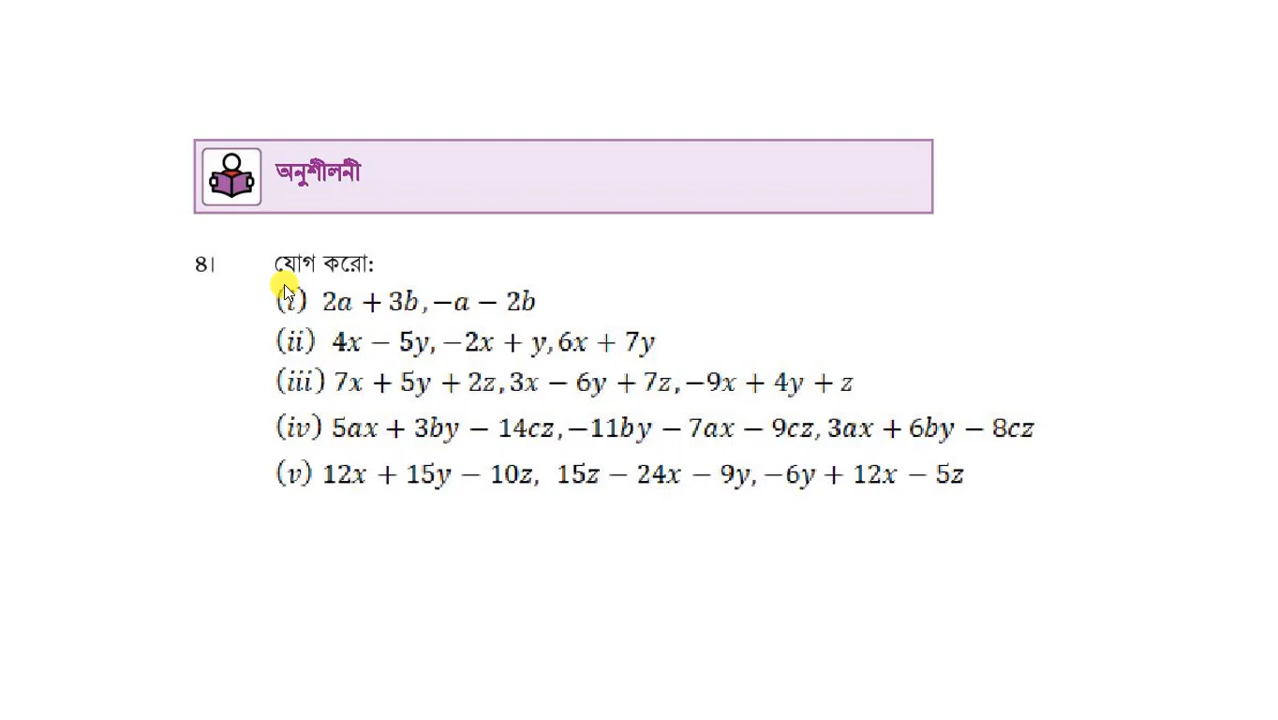 অনুশীলনী
৪। যোগ করো:
(i) 2a + 3b, −a − 2b
(ii) 4x − 5y, −2x + y, 6x + 7y
(iii) 7x + 5y + 2z, 3x − 6y + 7z, −9x + 4y + z
(iv) 5ax + 3by − 14cz, −11by − 7ax − 9cz, 3ax + 6by − 8cz
(v) 12x + 15y − 10z, 15z − 24x − 9y, −6y + 12x − 5z